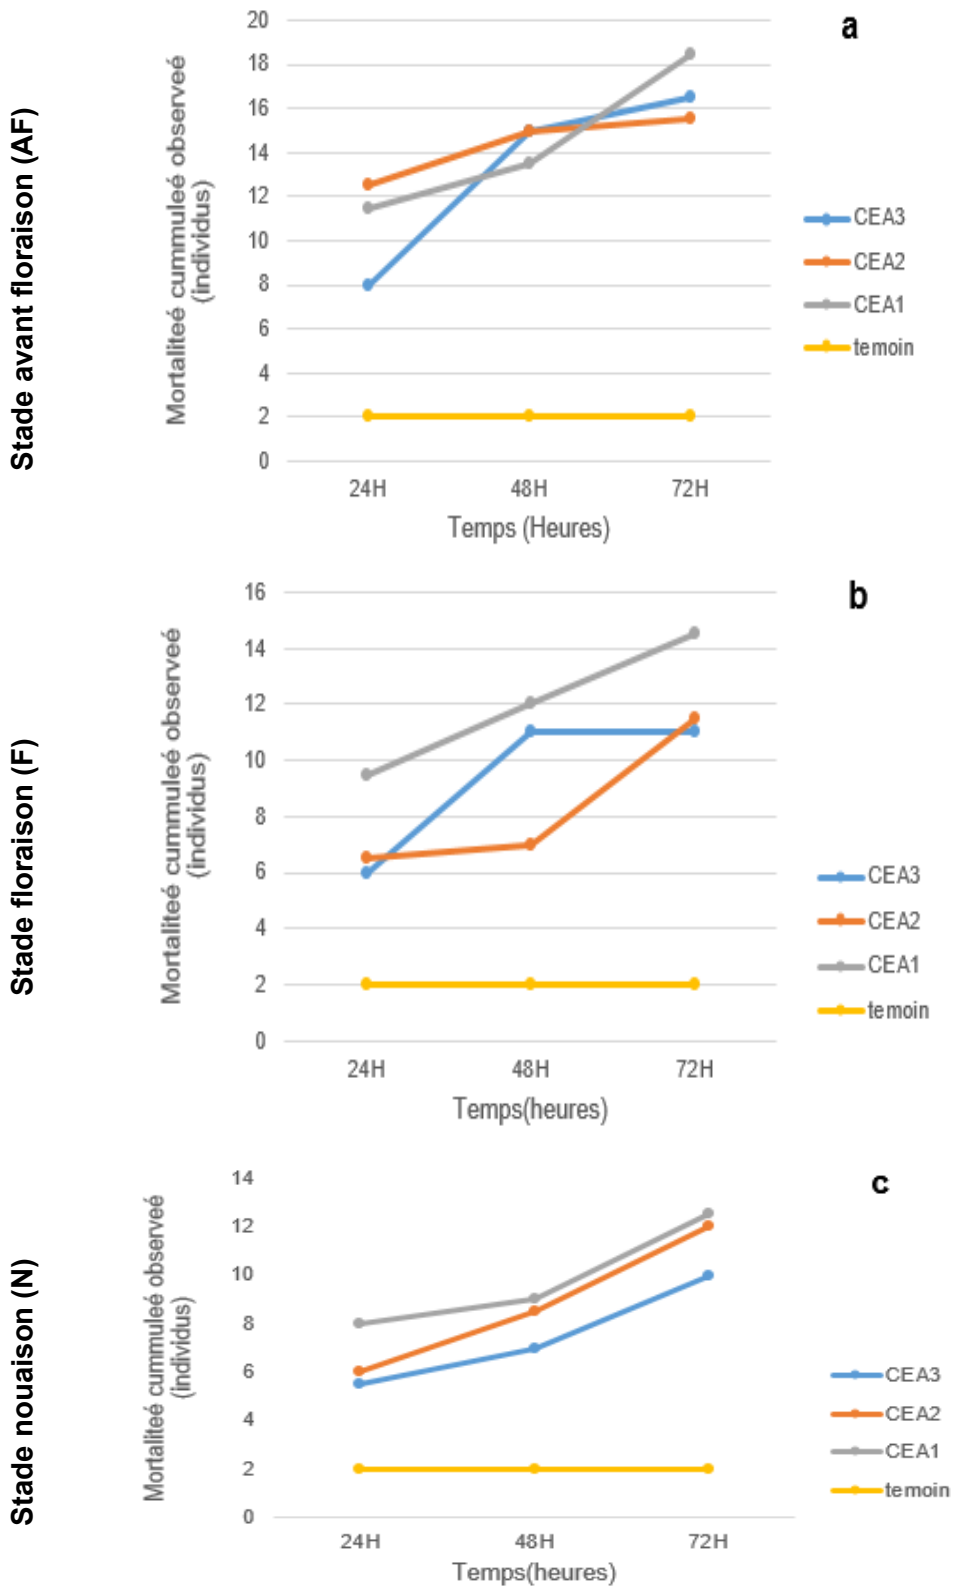 Stade avant floraison (AF)
Mortaliteé cummuleé observeé
(individus)
20
18
16
14
12
10
8
6
4
2
0
24H
48H
72H
Temps (Heures)
a
CEA3
CEA2
CEA1
temoin
Stade floraison (F)
Mortaliteé cummuleé observeé
(individus)
16
14
12
10
8
6
4
2
0
24H
48H
72H
Temps(heures)
b
CEA3
CEA2
CEA1
temoin
Stade nouaison (N)
Mortaliteé cummuleé observeé
(individus)
14
12
10
8
6
4
2
0
24H
48H
72H
Temps(heures)
c
CEA3
CEA2
CEA1
temoin